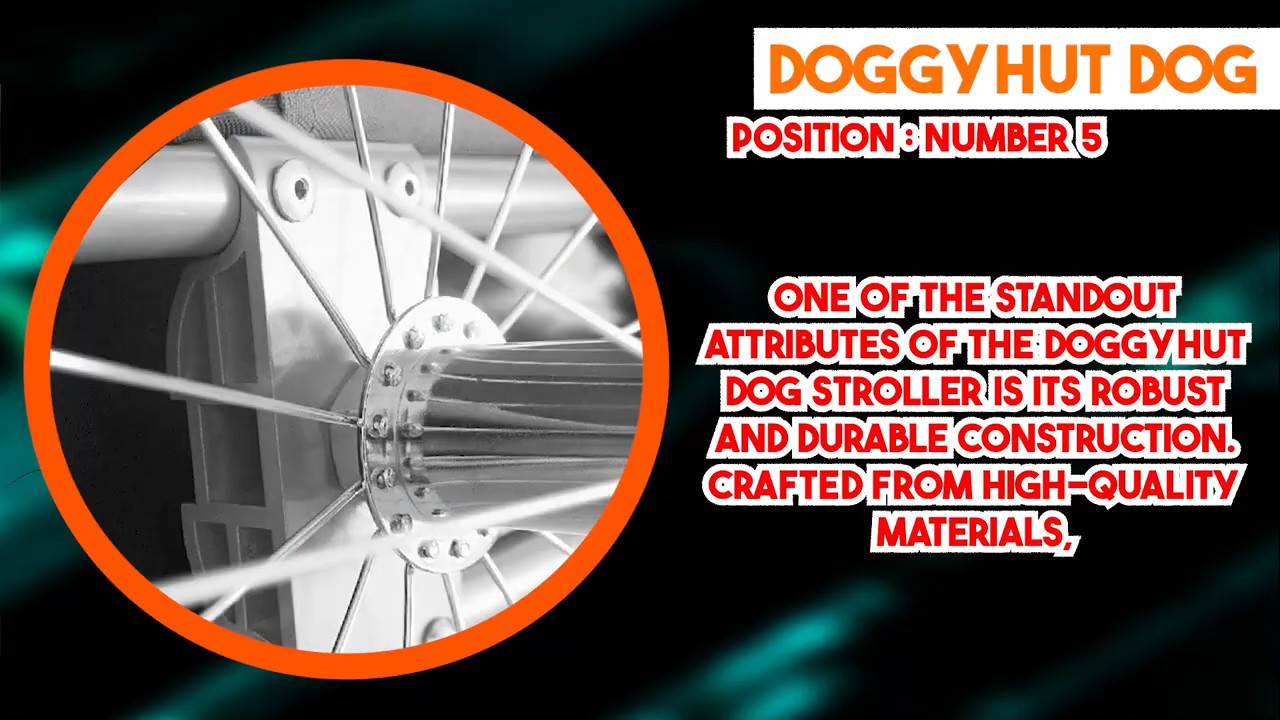 DOGGYHUT DOG
POSITION : NUMBER 5
ONE OF THE STANDOUT
ATTRIBUTES OF THE DOGGYHUT
DOG STROLLER IS ITS ROBUST
AND DURABLE CONSTRUCTION.
CRAFTED FROM HIGH-QUALITY
MATERIALS,